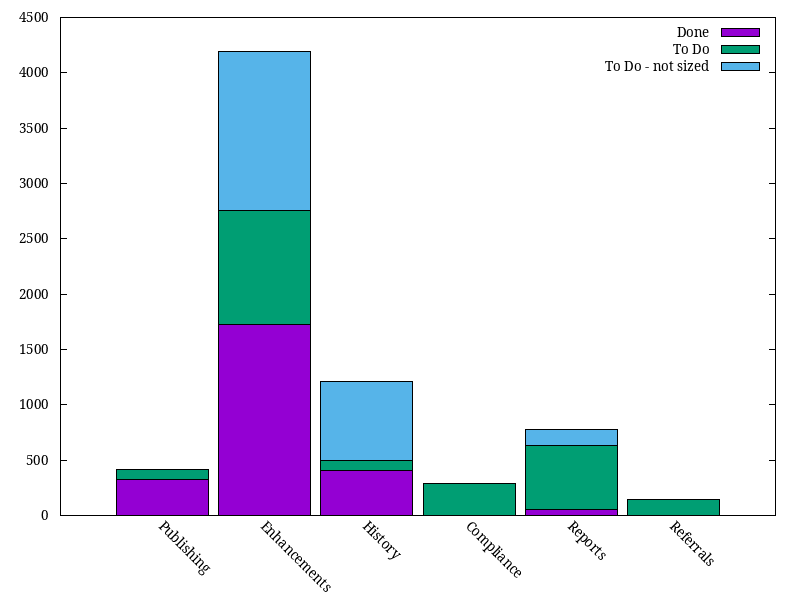 4500
4000
3500
3000
2500
2000
1500
1000
500
0
Done
To Do
To Do - not sized
Publishing
Enhancements
History
Compliance
Reports
Referrals